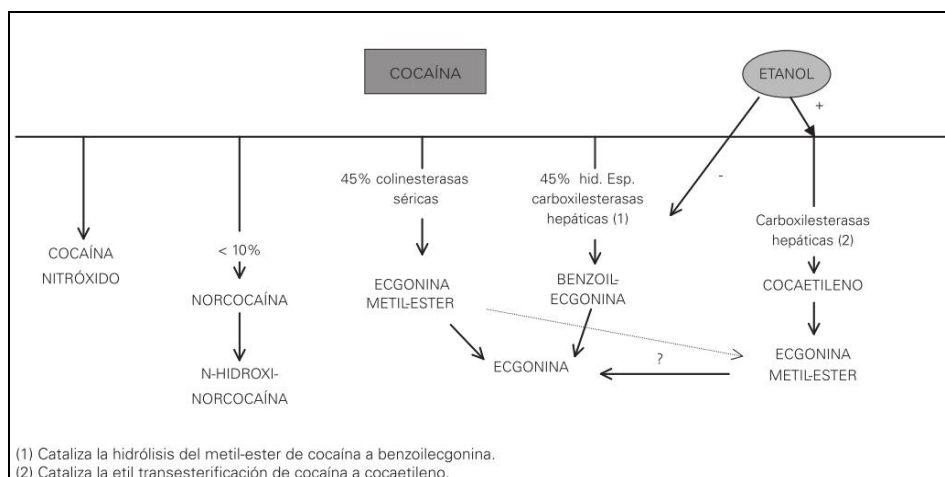 COCAÍNA
ETANOL
+
-
45% colinesterasas
séricas
45% hid. Esp.
carboxilesterasas
hepáticas (1)
Carboxilesterasas
hepáticas (2)
COCAÍNA
NITRÓXIDO
< 10%
NORCOCAÍNA
N-HIDROXI-
NORCOCAÍNA
ECGONINA
METIL-ESTER
BENZOIL-
ECGONINA
COCAETILENO
ECGONINA
?
ECGONINA
METIL-ESTER
(1) Cataliza la hidrólisis del metil-ester de cocaína a benzoilecgonina.
(2) Cataliza la etil transesterificación de cocaína a cocaetileno.